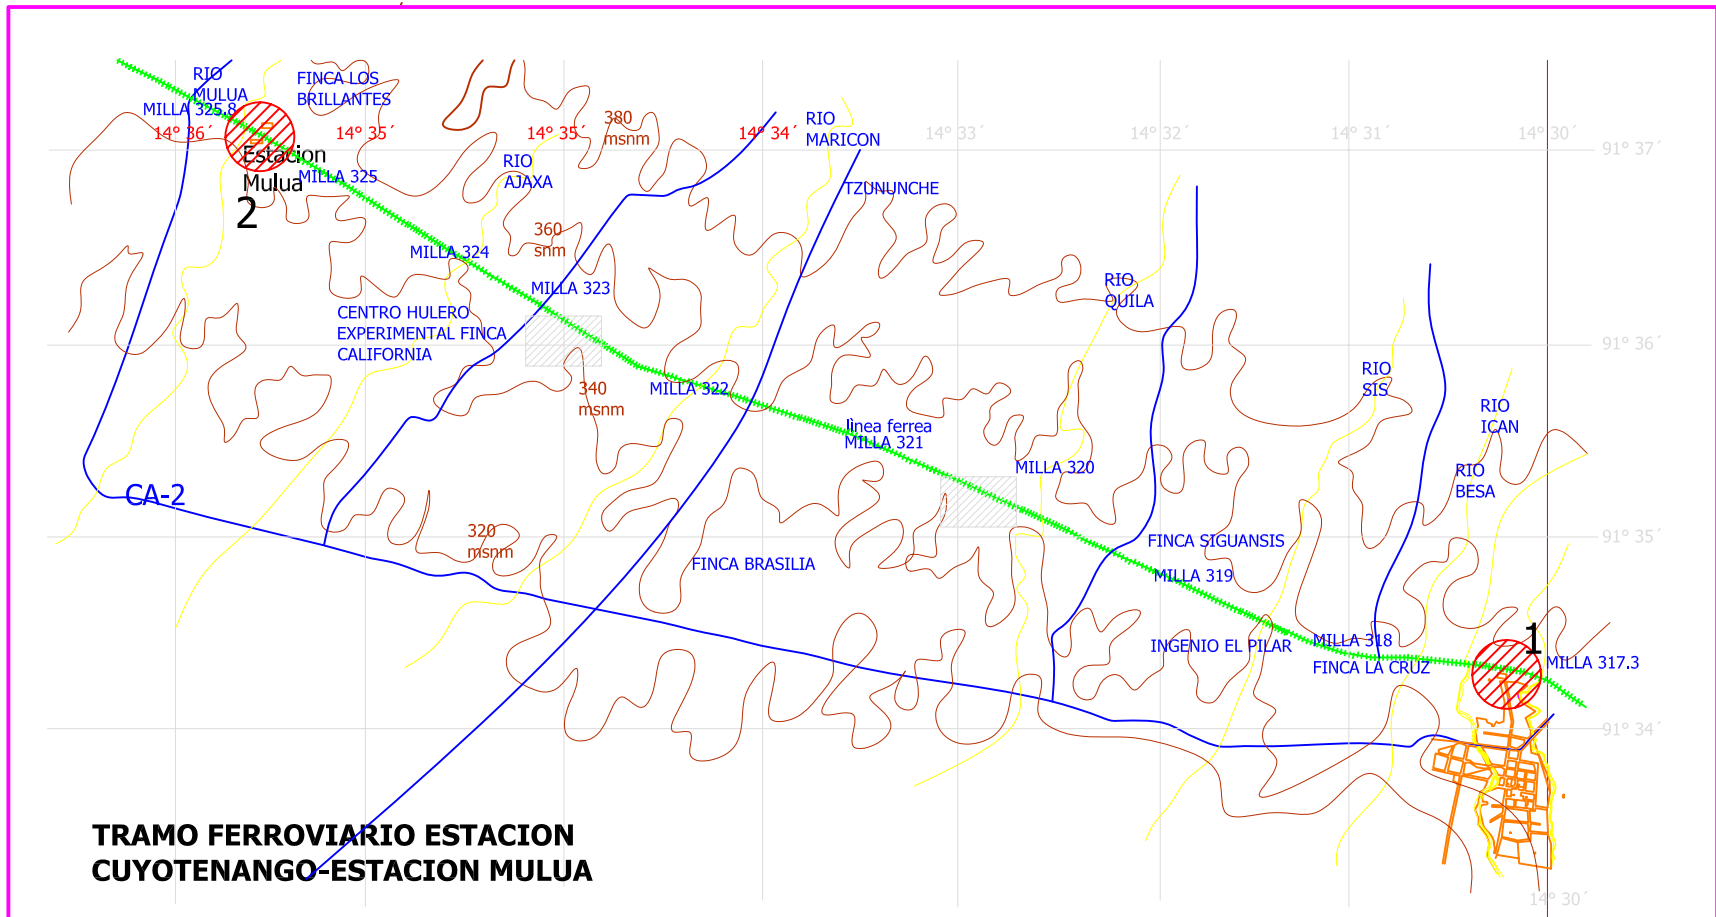 RIO
MULUA
FINCA LOS
BRILLANTES
MILLA 325.8
14° 36´
14° 35´
14° 35´
380
msnm
14° 34´
RIO
MARICON
14° 33´
14° 32´
14° 31´
14° 30´
91° 37´
Estacion
Mulua
2
MILLA 325
RIO
AJAXA
TZUNUNCHE
360
snm
MILLA 324
MILLA 323
RIO
QUILA
CENTRO HULERO
EXPERIMENTAL FINCA
CALIFORNIA
91° 36´
340
msnm
MILLA 322
RIO
SIS
RIO
ICAN
lìnea ferrea
MILLA 321
MILLA 320
RIO
BESA
CA-2
320
msnm
FINCA BRASILIA
FINCA SIGUANSIS
91° 35´
MILLA 319
INGENIO EL PILAR
MILLA 318
FINCA LA CRUZ
1
MILLA 317.3
91° 34´
TRAMO FERROVIARIO ESTACION
CUYOTENANGO-ESTACION MULUA
14° 30´